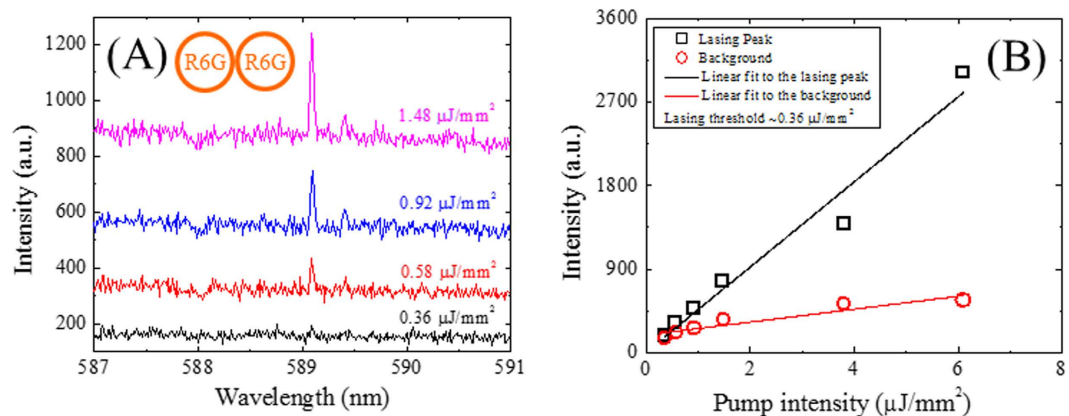 (A)
R6G R6G
1.48 μJ/mm²
0.92 μJ/mm²
0.58 μJ/mm²
0.36 μJ/mm²
1200
1000
800
600
400
200
Intensity (a.u.)
587 588 589 590 591
Wavelength (nm)
(B)
Lasing Peak
Background
Linear fit to the lasing peak
Linear fit to the background
Lasing threshold ~0.36 μJ/mm²
3600
2700
1800
900
0
Intensity (a.u.)
0 2 4 6 8
Pump intensity (μJ/mm²)